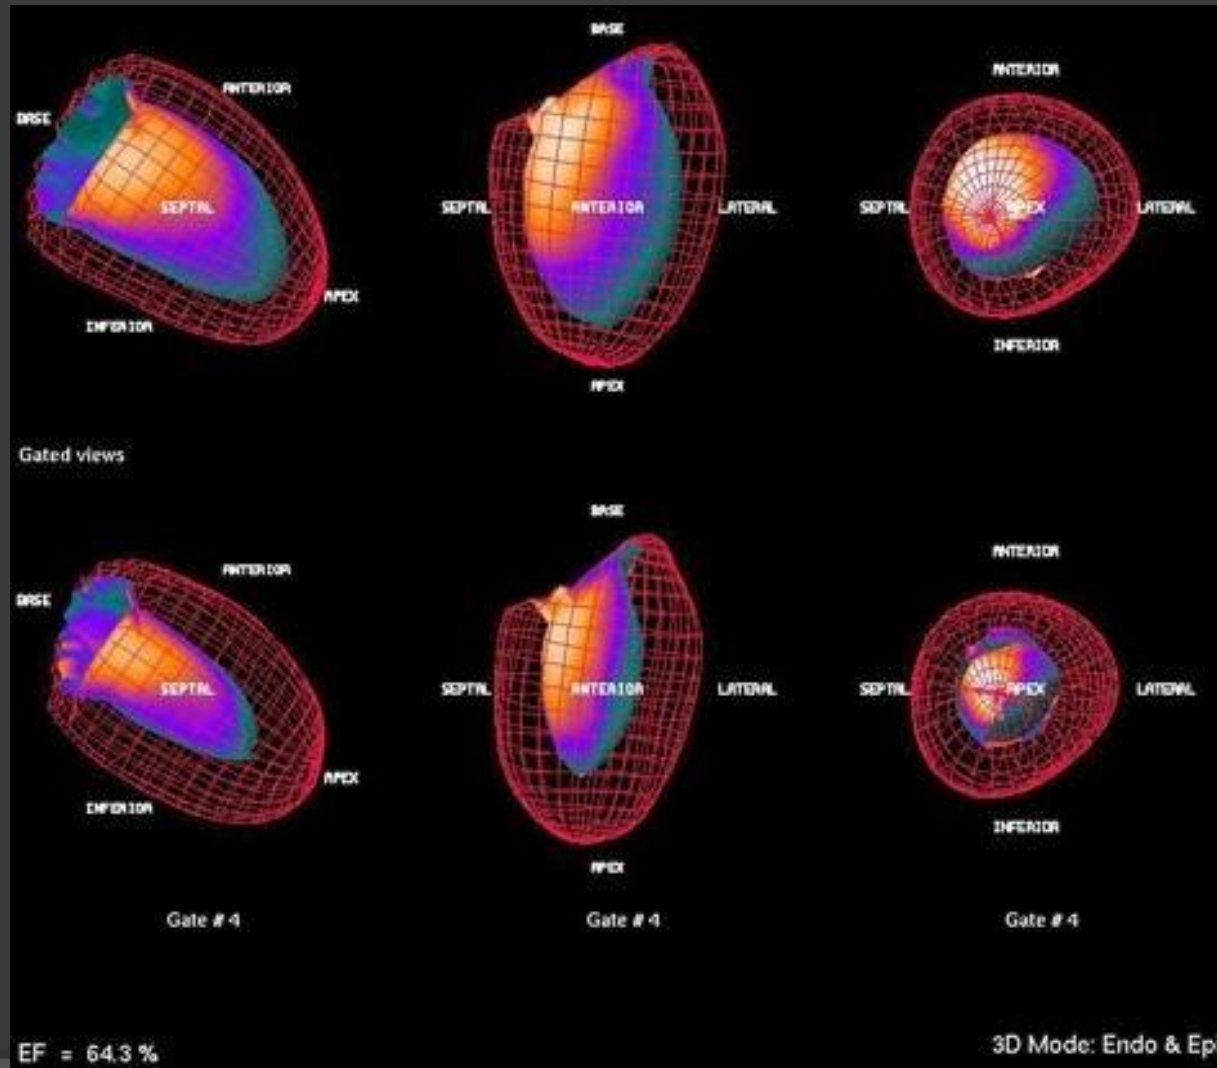 BASE
ANTERIOR
ANTERIOR
BASE
SEPTAL
SEPTAL
ANTERIOR
LATERAL
SEPTAL
APEX
LATERAL
APEX
INFERIOR
INFERIOR
APEX
Gated views
BASE
ANTERIOR
ANTERIOR
BASE
SEPTAL
SEPTAL
ANTERIOR
LATERAL
SEPTAL
APEX
LATERAL
APEX
INFERIOR
INFERIOR
APEX
Gate # 4
Gate # 4
Gate # 4
EF = 64.3 %
3D Mode: Endo & Ep